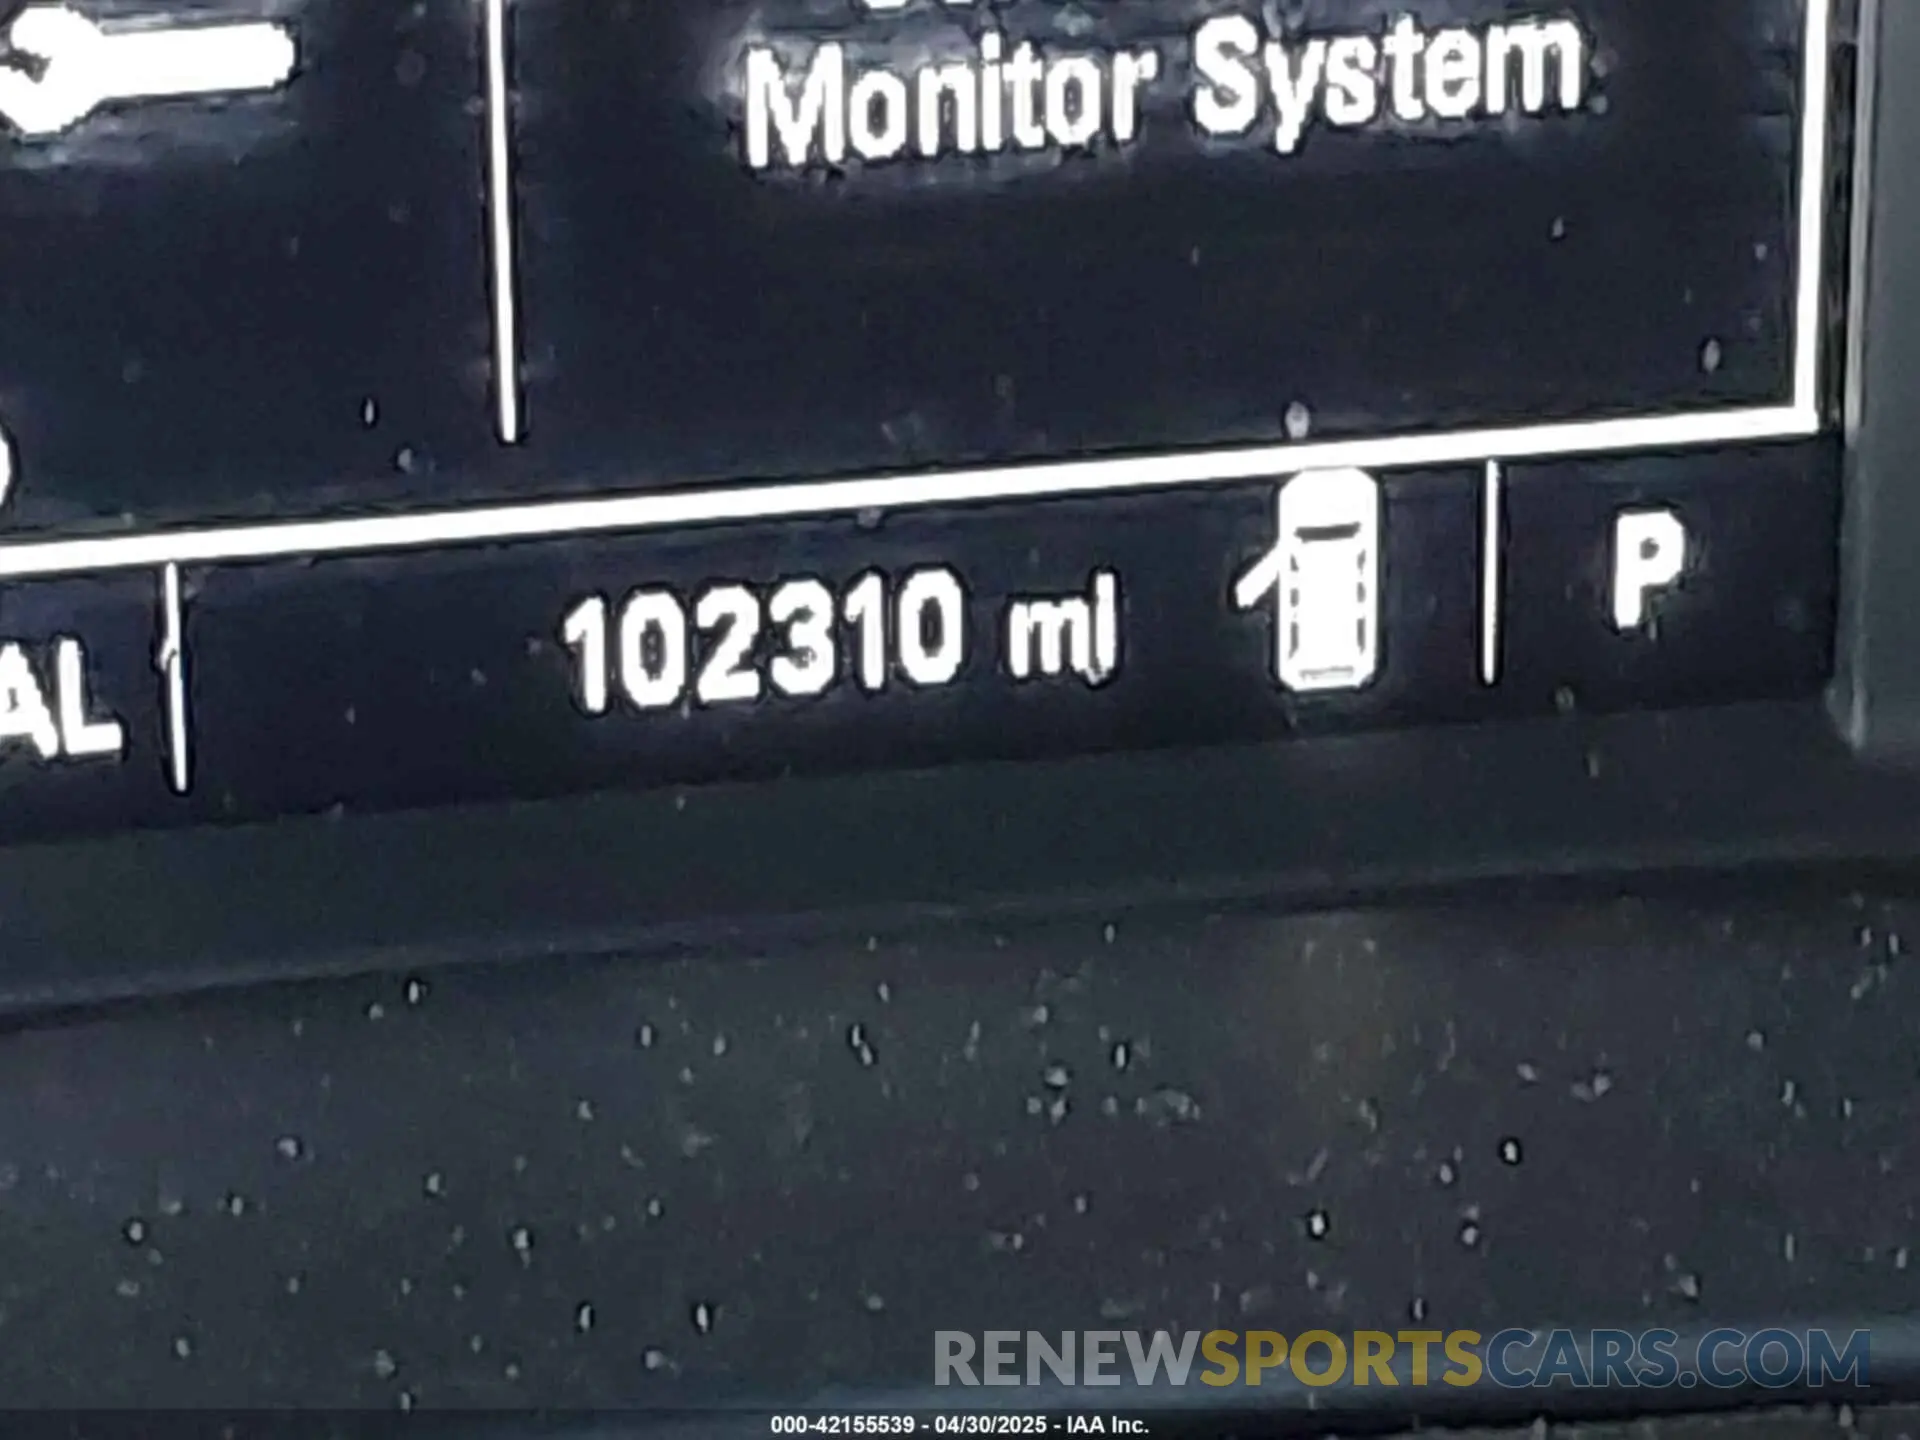 Monitor System
AL
102310 mi
P
RENEWSPORTSCARS.COM
000-42155539 - 04/30/2025 - IAA Inc.